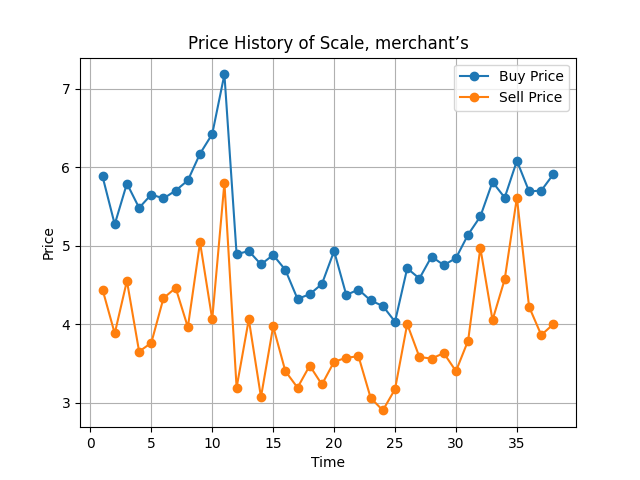 Price History of Scale, merchant’s
Buy Price
Sell Price
7
6
5
4
3
Price
0 5 10 15 20 25 30 35
Time